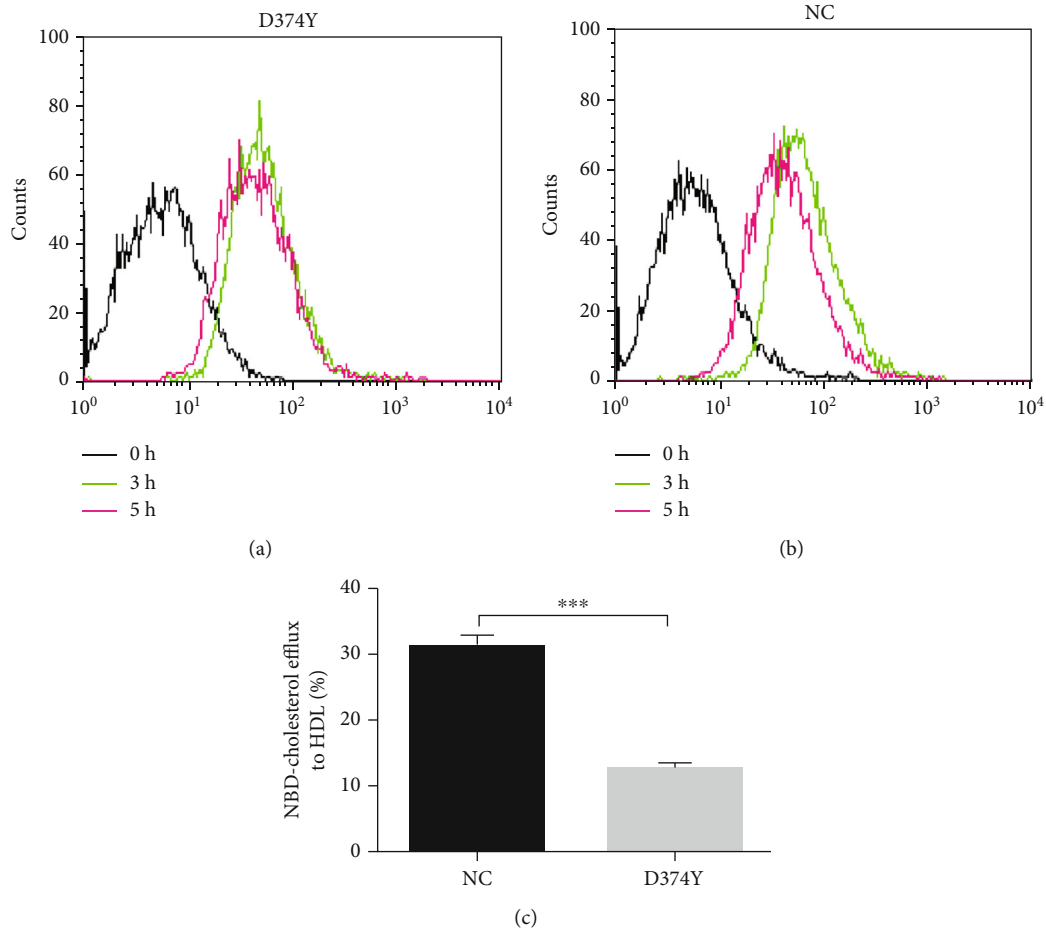 D374Y
100
80
60
40
20
0
Counts
10⁰
10¹
10²
10³
10⁴
0 h
3 h
5 h
(a)
NC
100
80
60
40
20
0
Counts
10⁰
10¹
10²
10³
10⁴
0 h
3 h
5 h
(b)
40
30
20
10
0
NBD-cholesterol efflux
to HDL (%)
***
NC
D374Y
(c)